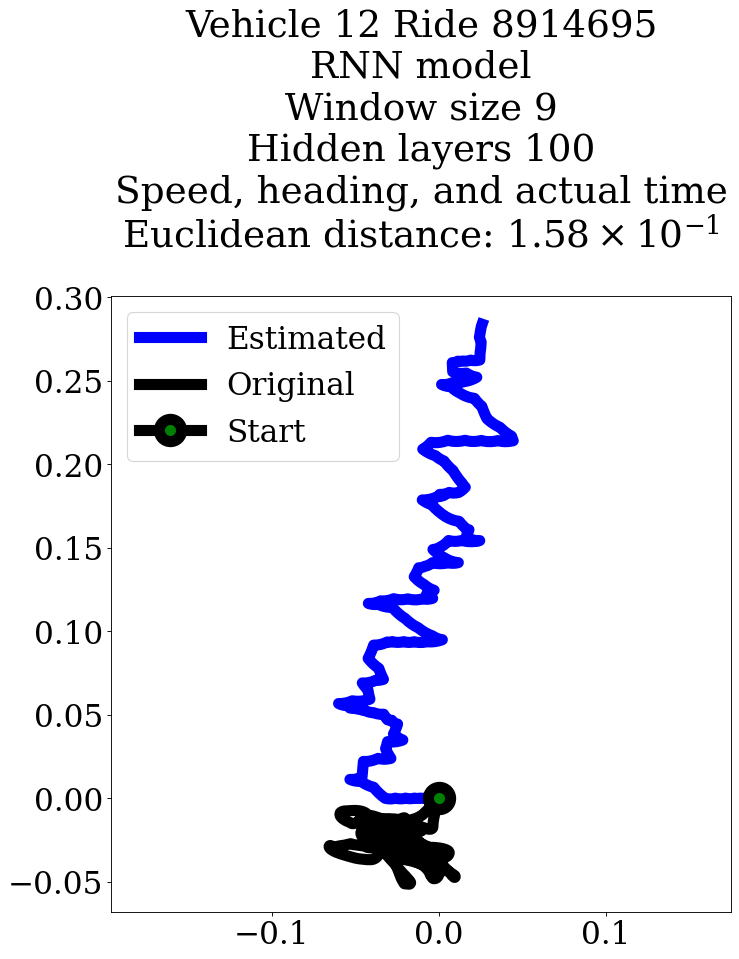 Vehicle 12 Ride 8914695
RNN model
Window size 9
Hidden layers 100
Speed, heading, and actual time
Euclidean distance: 1.58 × 10⁻¹
0.30
0.25
0.20
0.15
0.10
0.05
0.00
−0.05
Estimated
Original
Start
−0.1 0.0 0.1